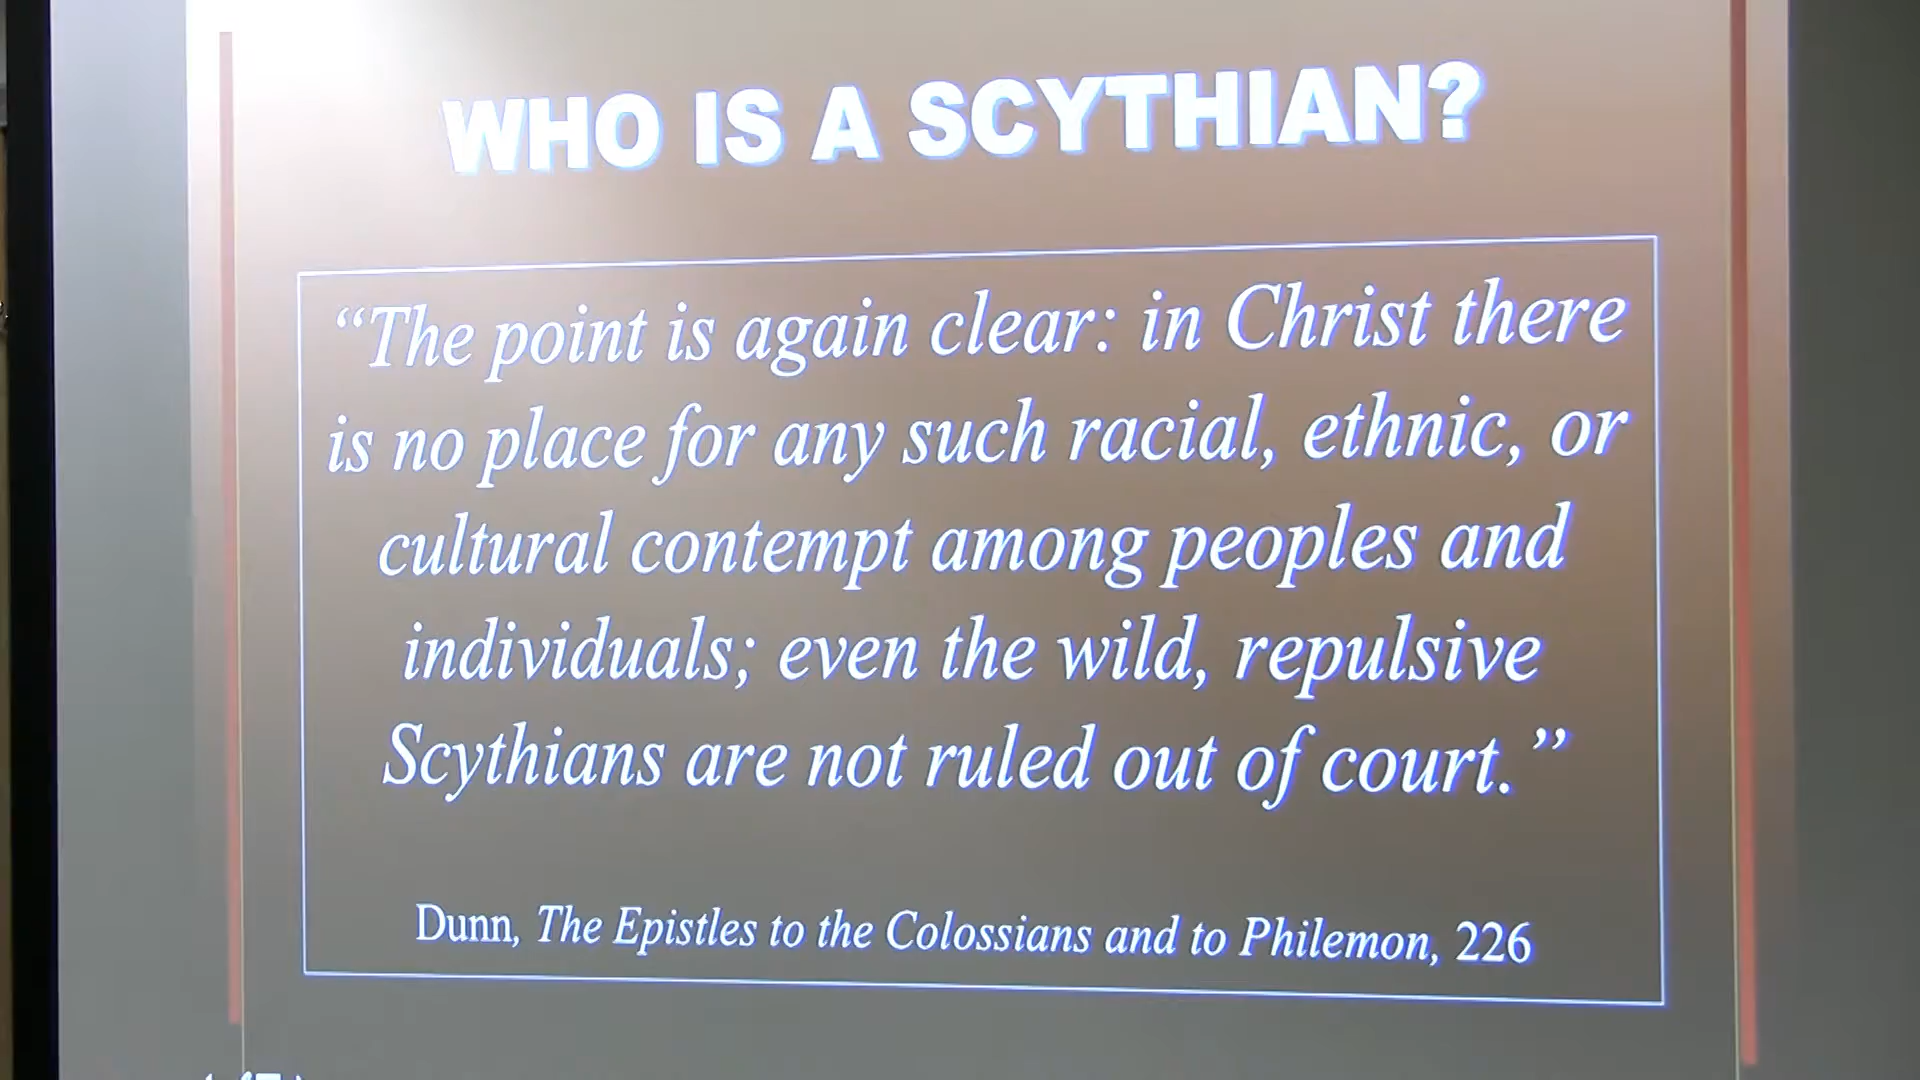 WHO IS A SCYTHIAN?
“The point is again clear: in Christ there
is no place for any such racial, ethnic, or
cultural contempt among peoples and
individuals; even the wild, repulsive
Scythians are not ruled out of court.”
Dunn, The Epistles to the Colossians and to Philemon, 226